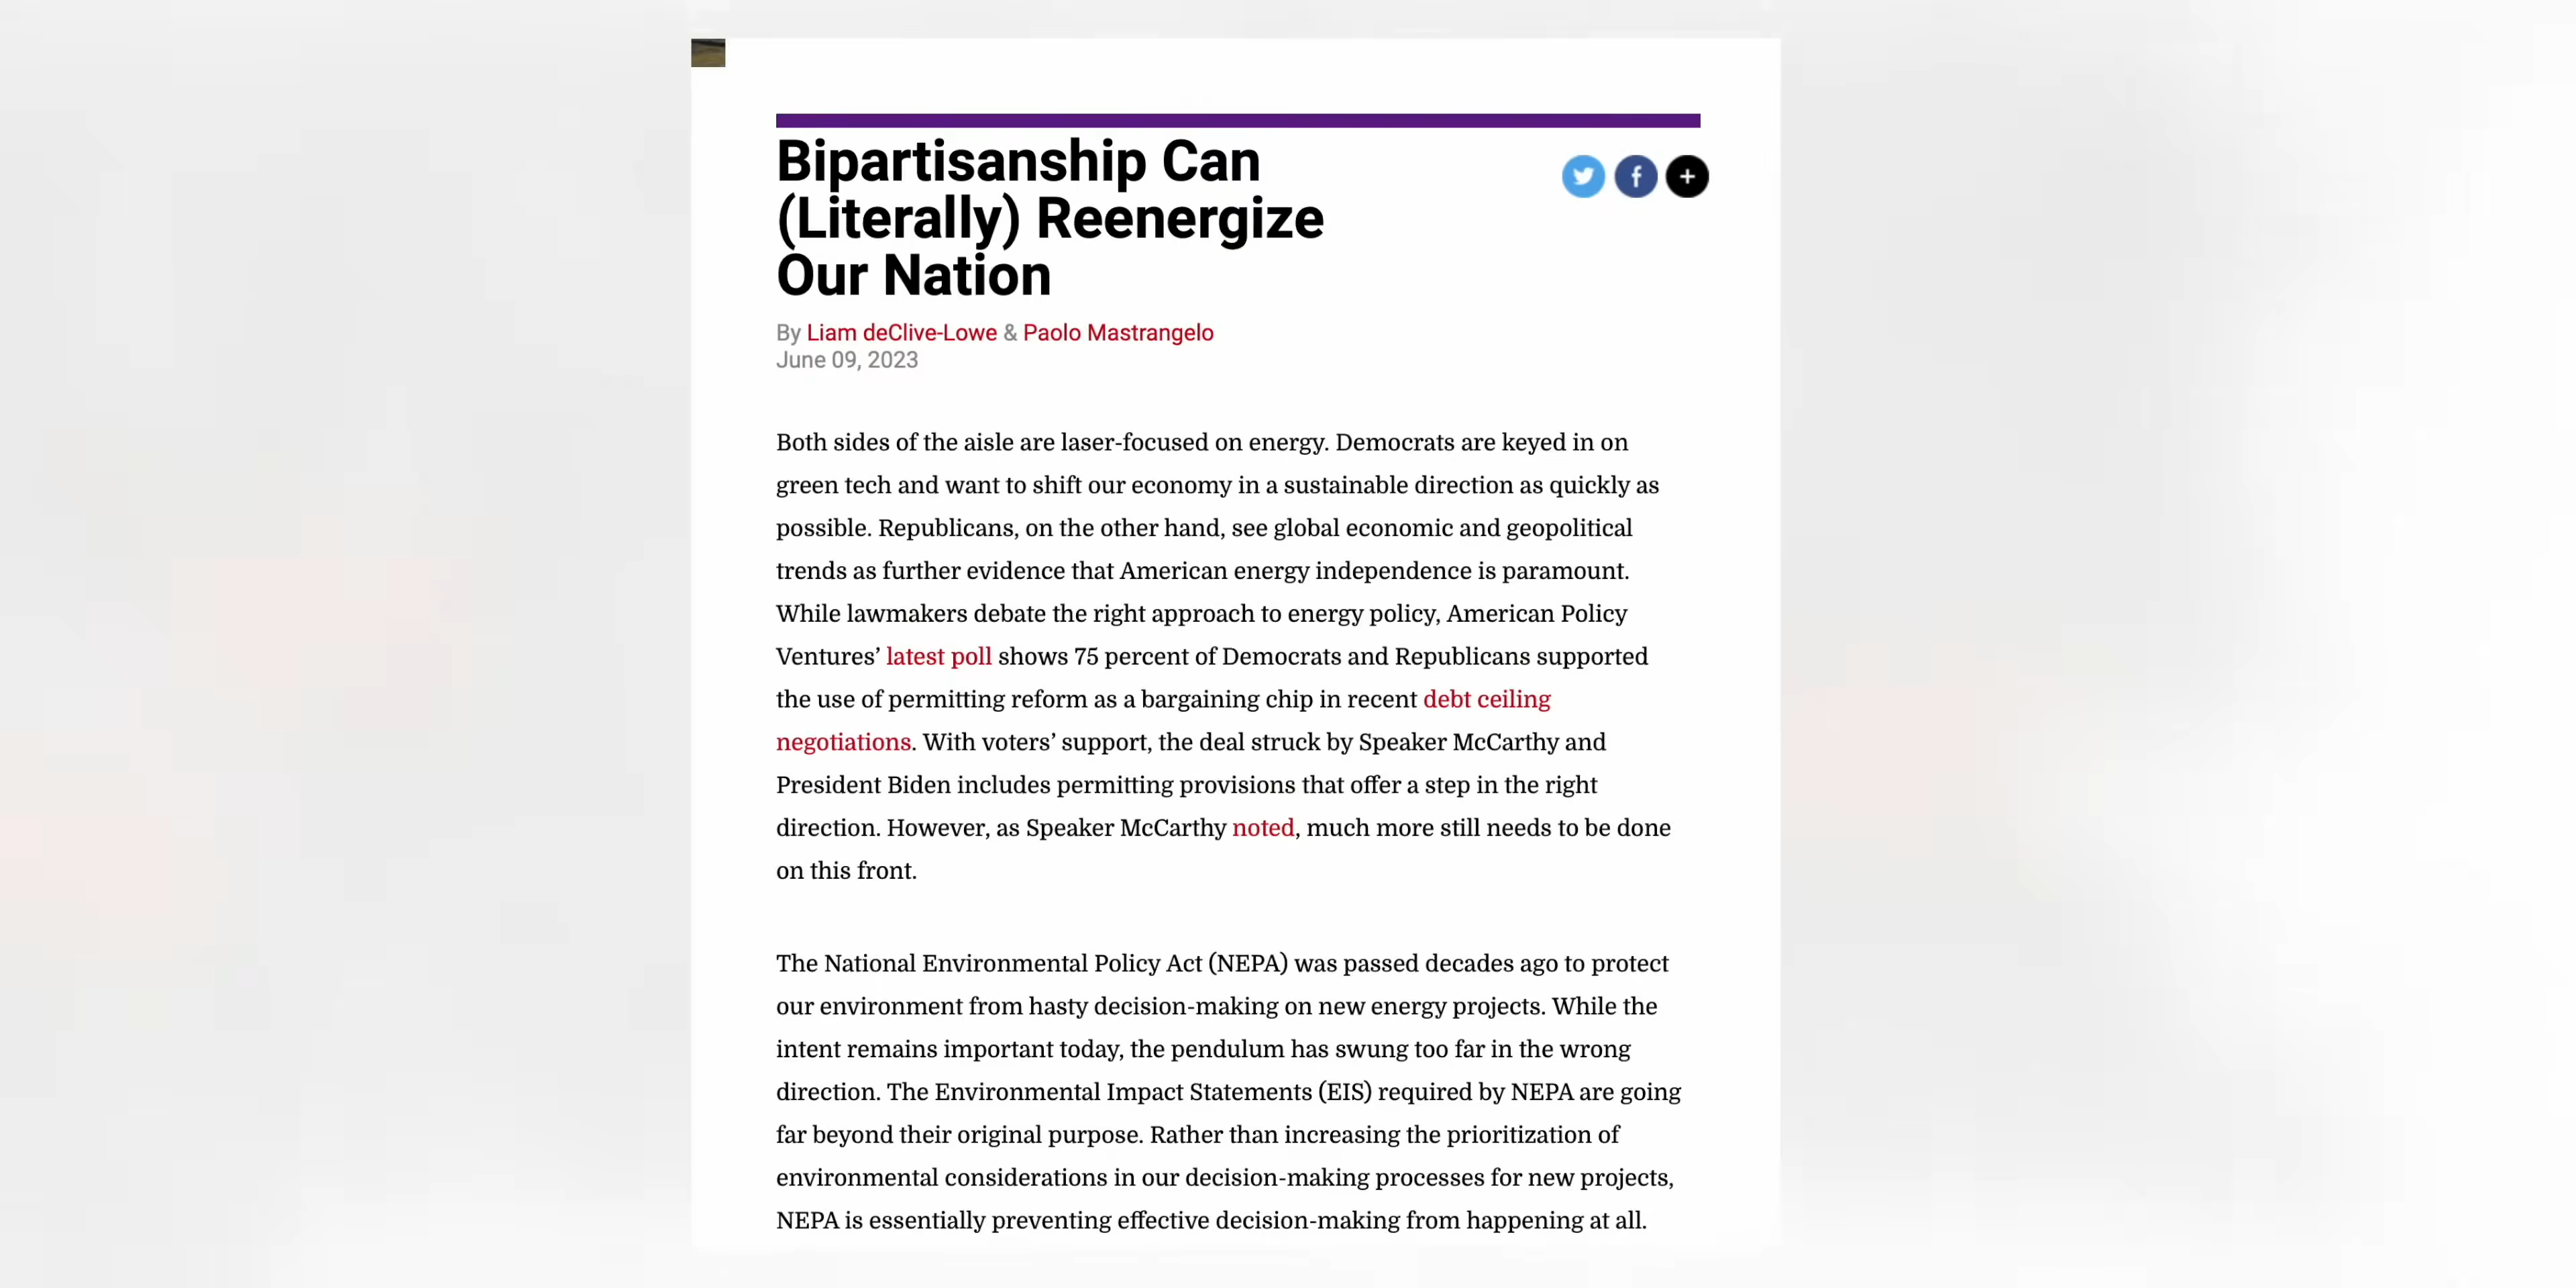 Bipartisanship Can
(Literally) Reenergize
Our Nation
By Liam deClive-Lowe & Paolo Mastrangelo
June 09, 2023
Both sides of the aisle are laser-focused on energy. Democrats are keyed in on
green tech and want to shift our economy in a sustainable direction as quickly as
possible. Republicans, on the other hand, see global economic and geopolitical
trends as further evidence that American energy independence is paramount.
While lawmakers debate the right approach to energy policy, American Policy
Ventures’ latest poll shows 75 percent of Democrats and Republicans supported
the use of permitting reform as a bargaining chip in recent debt ceiling
negotiations. With voters’ support, the deal struck by Speaker McCarthy and
President Biden includes permitting provisions that offer a step in the right
direction. However, as Speaker McCarthy noted, much more still needs to be done
on this front.
The National Environmental Policy Act (NEPA) was passed decades ago to protect
our environment from hasty decision-making on new energy projects. While the
intent remains important today, the pendulum has swung too far in the wrong
direction. The Environmental Impact Statements (EIS) required by NEPA are going
far beyond their original purpose. Rather than increasing the prioritization of
environmental considerations in our decision-making processes for new projects,
NEPA is essentially preventing effective decision-making from happening at all.